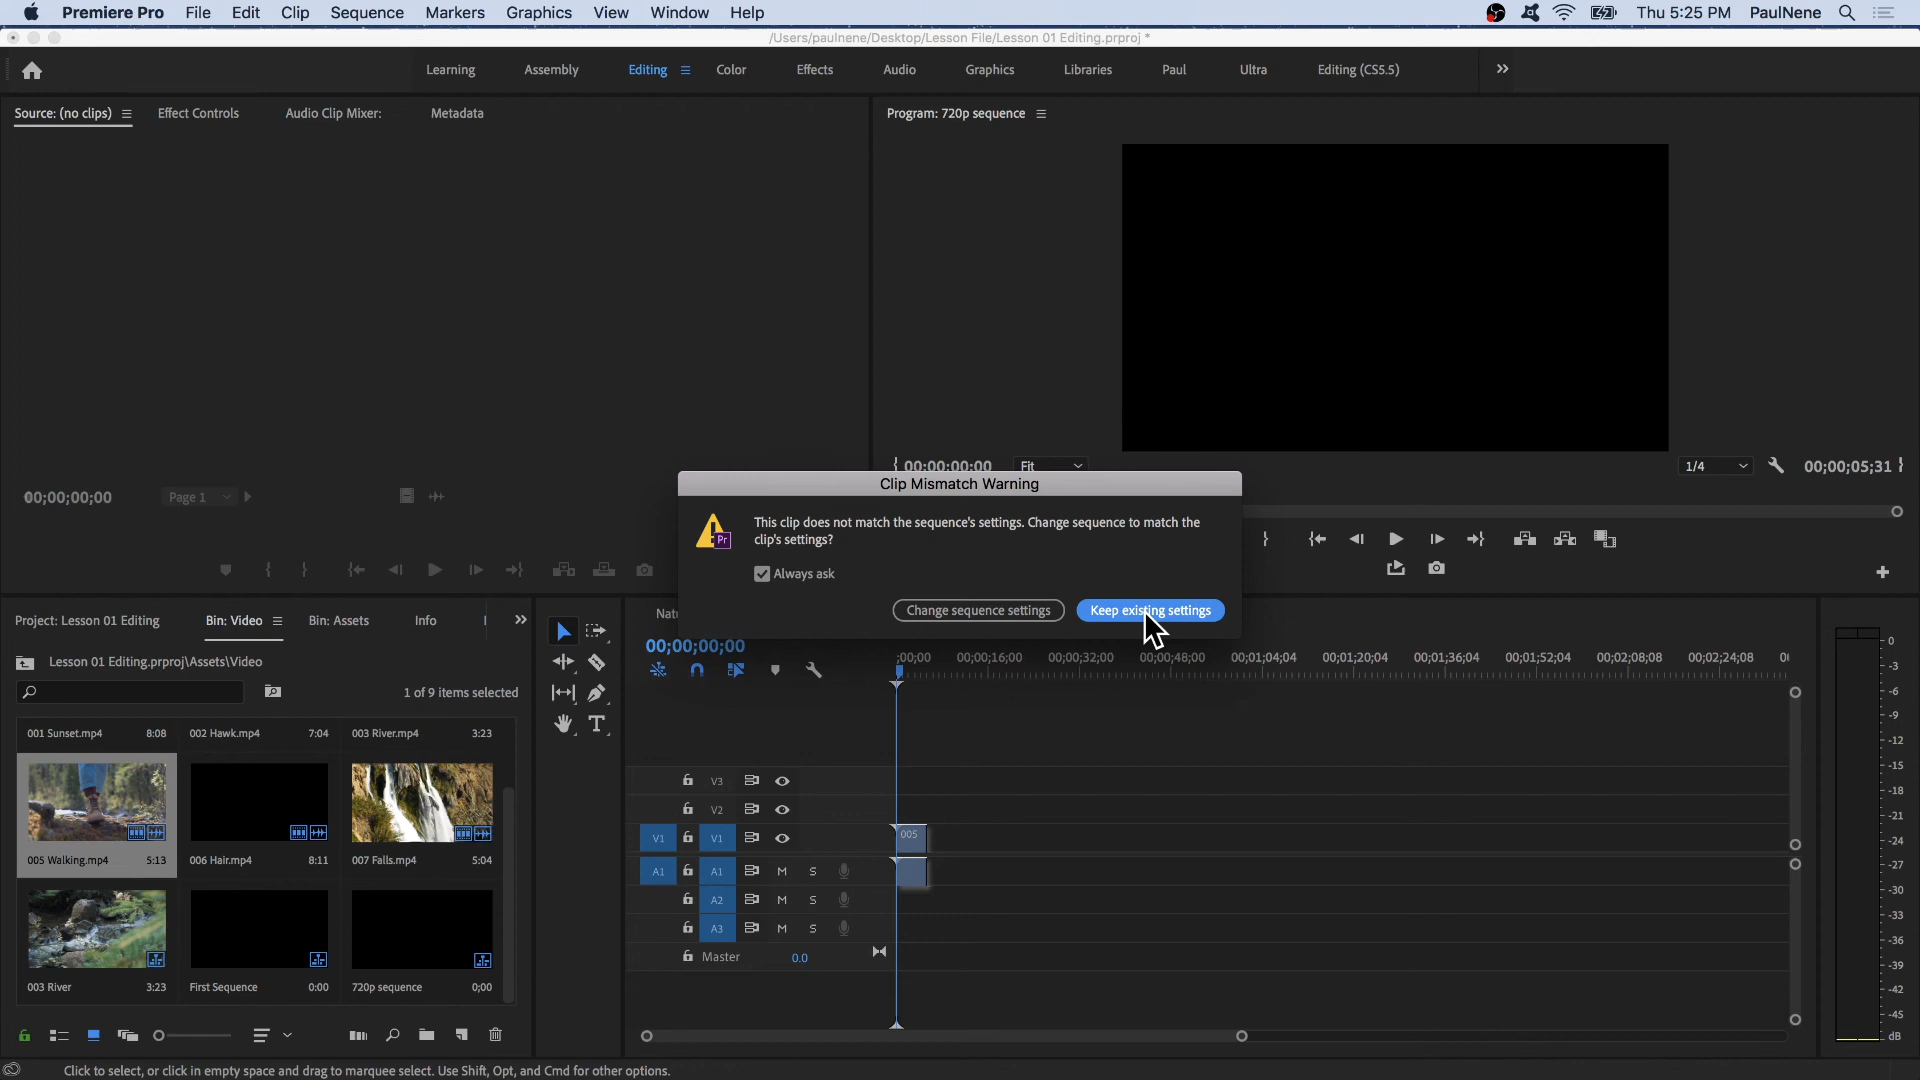 Premiere Pro File Edit Clip Sequence Markers Graphics View Window Help Thu 5:25 PM PaulNene
/Users/paulnene/Desktop/Lesson File/Lesson 01 Editing.prproj *
Learning Assembly Editing Color Effects Audio Graphics Libraries Paul Ultra Editing (CS5.5)
Source: (no clips) Effect Controls Audio Clip Mixer: Metadata
Program: 720p sequence
00:00:00:00 Fit 1/4 00;00;05;31
00;00;00;00 Page 1
Clip Mismatch Warning
This clip does not match the sequence's settings. Change sequence to match the
clip's settings?
Always ask
Change sequence settings Keep existing settings
Project: Lesson 01 Editing Bin: Video Bin: Assets Info
Lesson 01 Editing.prproj\Assets\Video
1 of 9 items selected
001 Sunset.mp4 8:08 002 Hawk.mp4 7:04 003 River.mp4 3:23
005 Walking.mp4 5:13 006 Hair.mp4 8:11 007 Falls.mp4 5:04
003 River 3:23 First Sequence 0:00 720p sequence 0;00
Natu
00;00;00;00
;00;00 00;00;16;00 00;00;32;00 00;00;48;00 00;01;04;04 00;01;20;04 00;01;36;04 00;01;52;04 00;02;08;08 00;02;24;08
V3
V2
V1 V1 005
A1 A1 M S
A2 M S
A3 M S
Master 0.0
0
-3
-6
-9
-12
-15
-18
-21
-24
-27
-30
-33
-36
-39
-42
-45
dB
Click to select, or click in empty space and drag to marquee select. Use Shift, Opt, and Cmd for other options.